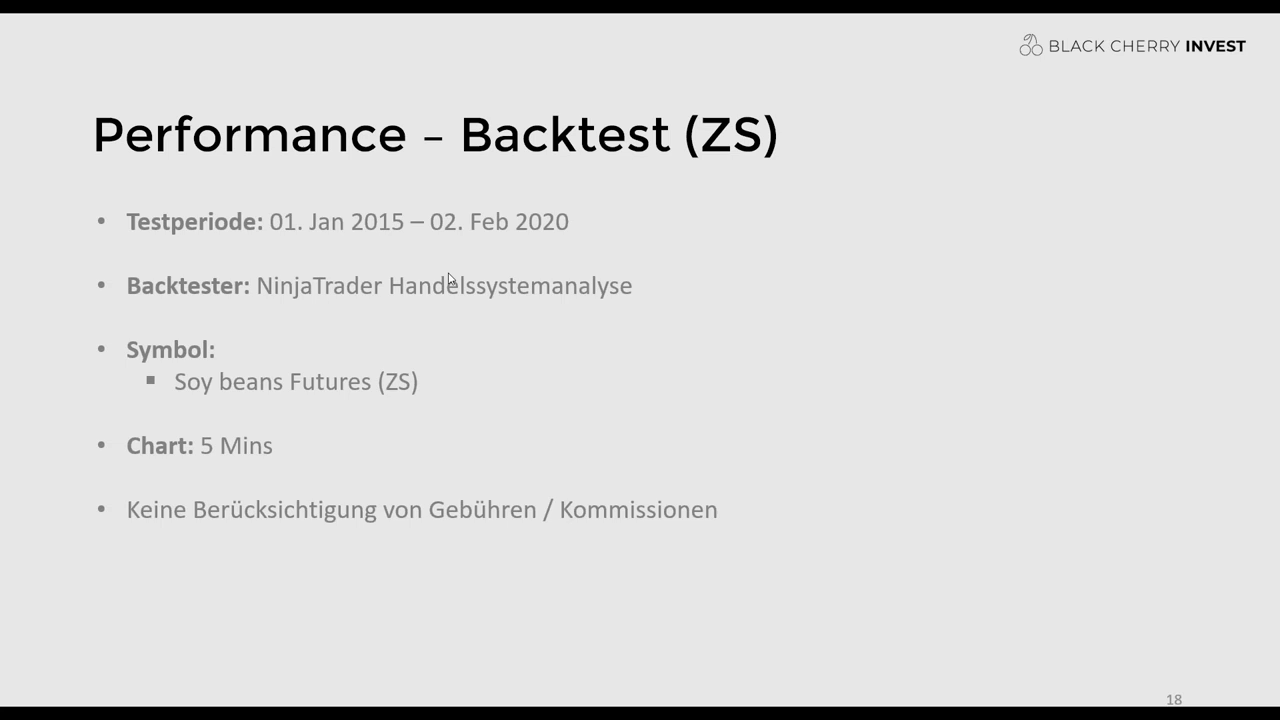 BLACK CHERRY INVEST
Performance – Backtest (ZS)
• Testperiode: 01. Jan 2015 – 02. Feb 2020
• Backtester: NinjaTrader Handelssystemanalyse
• Symbol:
▪ Soy beans Futures (ZS)
• Chart: 5 Mins
• Keine Berücksichtigung von Gebühren / Kommissionen
18